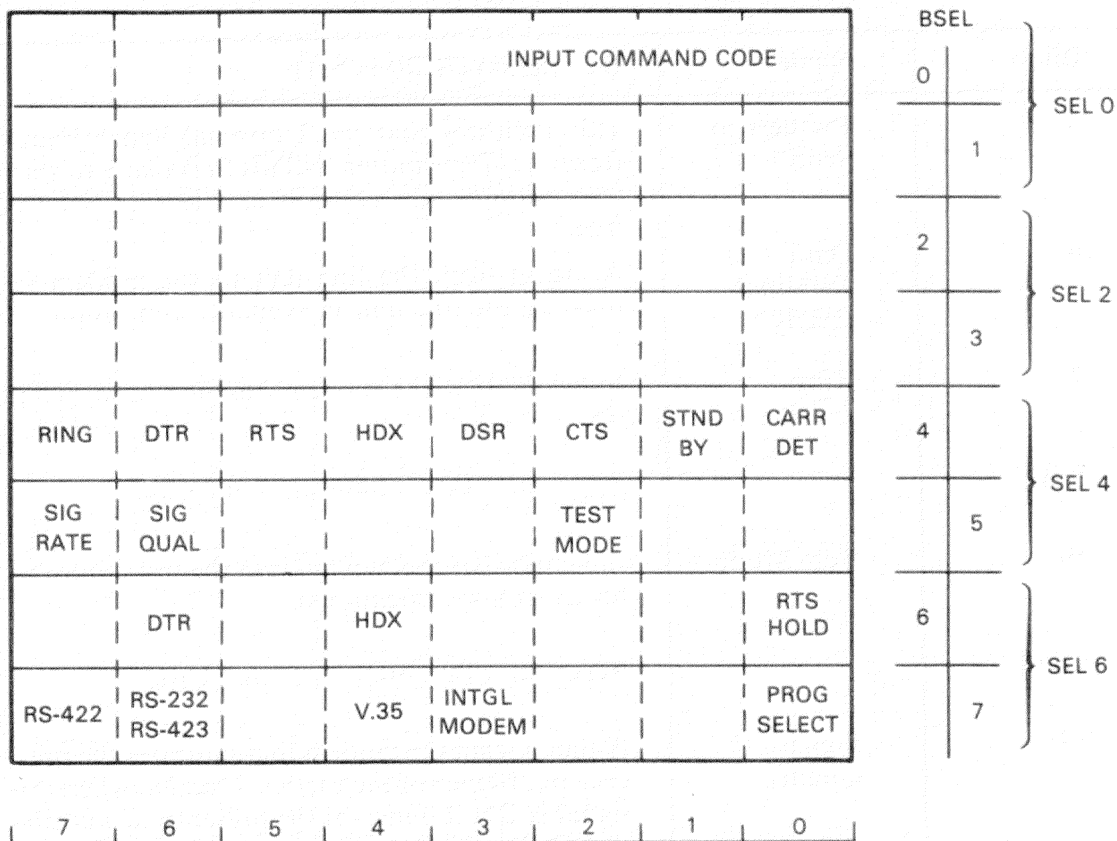 BSEL
INPUT COMMAND CODE
0
SEL 0
1
2
SEL 2
3
RING DTR RTS HDX DSR CTS STND BY CARR DET
4
SEL 4
SIG RATE SIG QUAL TEST MODE
5
DTR HDX RTS HOLD
6
SEL 6
RS-422 RS-232 RS-423 V.35 INTGL MODEM PROG SELECT
7
7 6 5 4 3 2 1 0